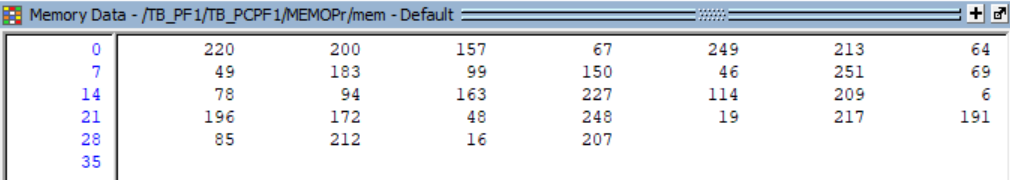 Memory Data - /TB_PF1/TB_PCPF1/MEMOPr/mem - Default
0 220 200 157 67 249 213 64
7 49 183 99 150 46 251 69
14 78 94 163 227 114 209 6
21 196 172 48 248 19 217 191
28 85 212 16 207
35